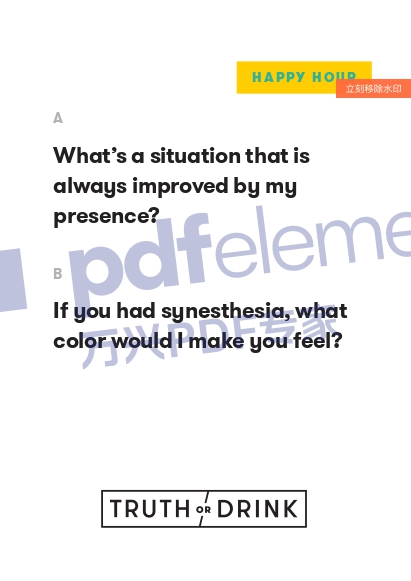 HAPPY HOUR
立刻移除水印
A
What's a situation that is
always improved by my
presence?
pdfeleme
B
If you had synesthesia, what
color would I make you feel?
万兴PDF专家
TRUTH OR DRINK